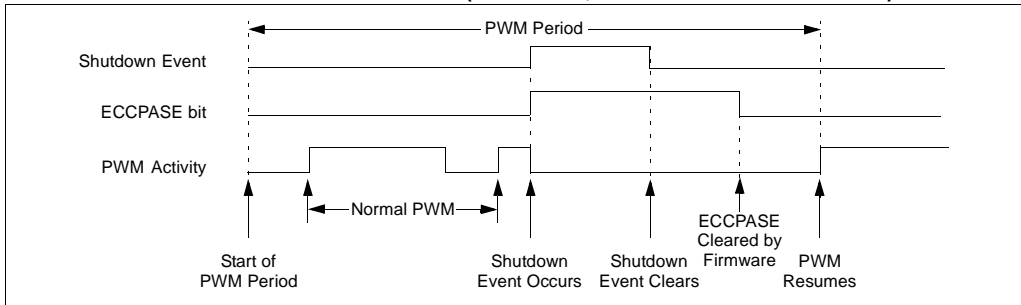 PWM Period
Shutdown Event
ECCPASE bit
PWM Activity
Normal PWM
Start of
PWM Period
Shutdown
Event Occurs
Shutdown
Event Clears
ECCPASE
Cleared by
Firmware
PWM
Resumes